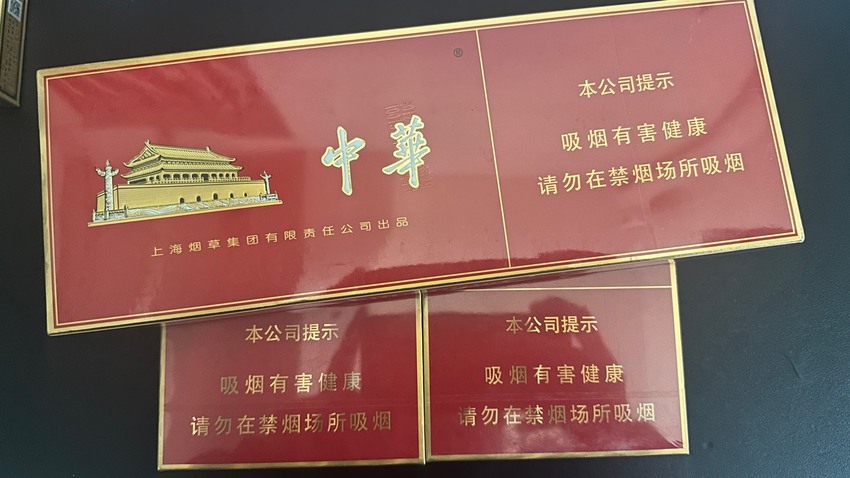 中華
®
上海烟草集团有限责任公司出品
本公司提示
吸烟有害健康
请勿在禁烟场所吸烟
本公司提示
吸烟有害健康
请勿在禁烟场所吸烟
本公司提示
吸烟有害健康
请勿在禁烟场所吸烟